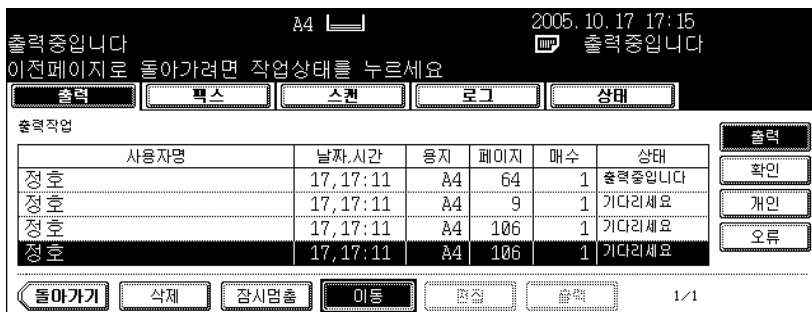 A4 2005.10.17 17:15
출력중입니다 출력중입니다
이전페이지로 돌아가려면 작업상태를 누르세요
출력 팩스 스캔 로그 상태
출력작업
사용자명 날짜,시간 용지 페이지 매수 상태
정호 17,17:11 A4 64 1 출력중입니다
정호 17,17:11 A4 9 1 기다리세요
정호 17,17:11 A4 106 1 기다리세요
정호 17,17:11 A4 106 1 기다리세요
출력
확인
개인
오류
돌아가기 삭제 잠시멈춤 이동 편집 출력 1/1